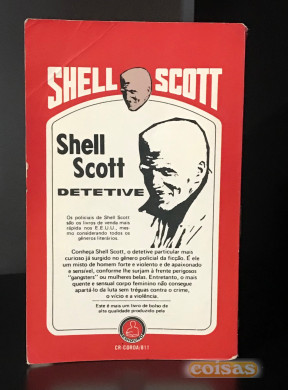 SHELL SCOTT
Shell
Scott
DETETIVE
Os policiais de Shell Scott
são os livros de venda mais
rápida nos E.E.U.U., mes-
mo considerando todos os
gêneros literários.
Conheça Shell Scott, o detetive particular mais
curioso já surgido no gênero policial da ficção. É ele
um misto de homem forte e violento e de apaixonado
e sensível, conforme lhe surjam à frente perigosos
"gangsters" ou mulheres belas. Entretanto, o mais
quente e sensual corpo feminino não consegue
apartá-lo da luta sem tréguas contra o crime,
o vício e a violência.
Este é mais um livro de bolso de
alta qualidade produzido pela
coisas